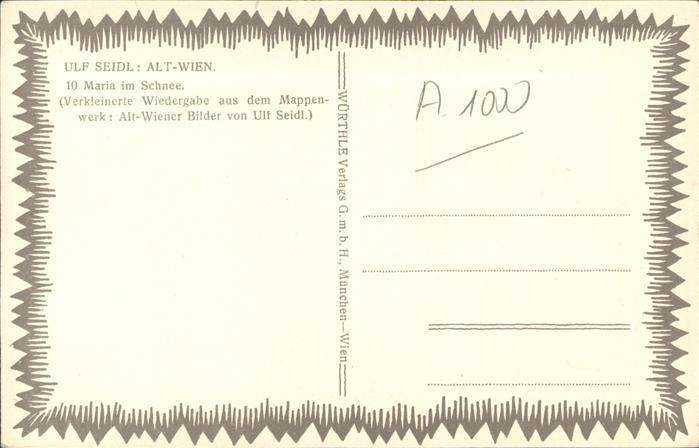 ULF SEIDL: ALT-WIEN.
10 Maria im Schnee.
(Verkleinerte Wiedergabe aus dem Mappen-
werk: Alt-Wiener Bilder von Ulf Seidl.)
WÜRTHLE Verlags G. m. b. H., München—Wien
A. 1000